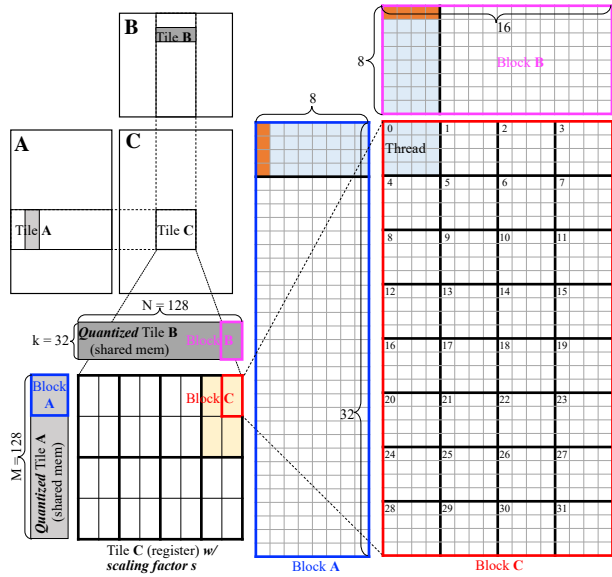 B
Tile B
16
8
Block B
8
A
C
0 1 2 3
Thread
4 5 6 7
Tile A
Tile C
8 9 10 11
12 13 14 15
N = 128
k = 32
Quantized Tile B
(shared mem)
Block B
16 17 18 19
Block
A
Block C
20 21 22 23
32
M = 128
Quantized Tile A
(shared mem)
24 25 26 27
28 29 30 31
Tile C (register) w/
scaling factor s
Block A
Block C